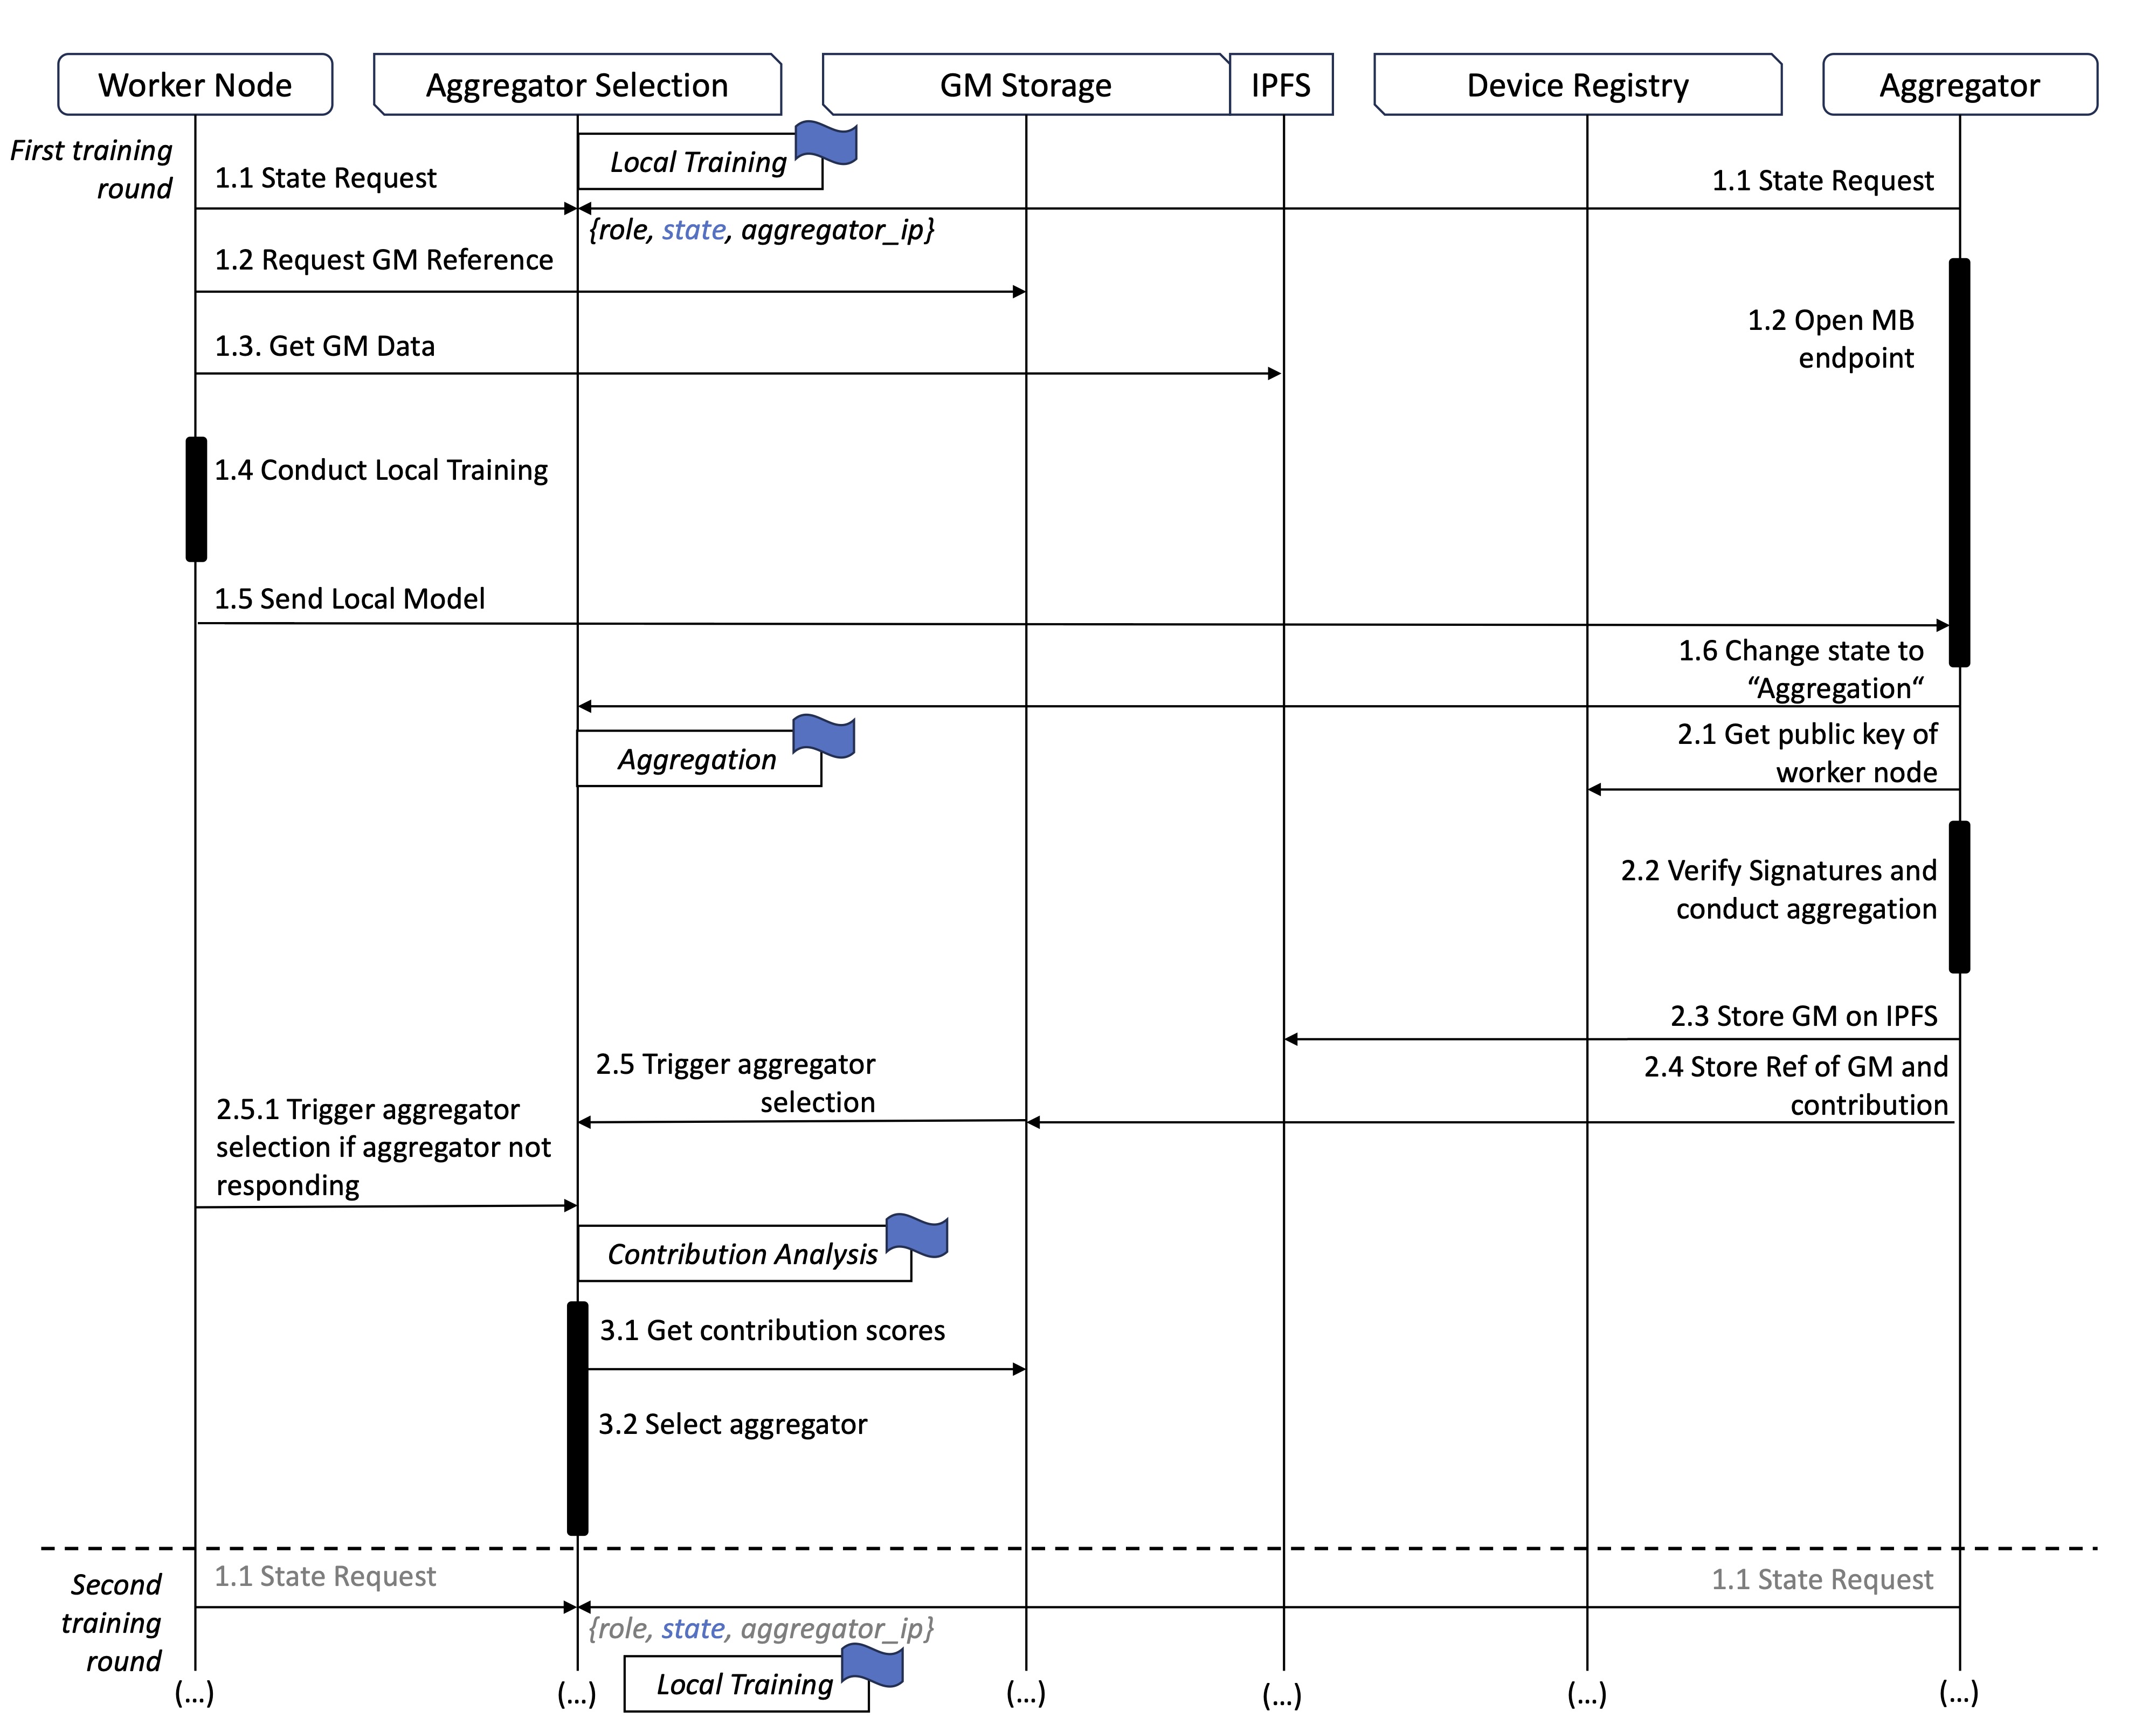 Worker Node
Aggregator Selection
GM Storage
IPFS
Device Registry
Aggregator
First training
round
Local Training
1.1 State Request
1.1 State Request
{role, state, aggregator_ip}
1.2 Request GM Reference
1.2 Open MB
endpoint
1.3. Get GM Data
1.4 Conduct Local Training
1.5 Send Local Model
1.6 Change state to
“Aggregation“
Aggregation
2.1 Get public key of
worker node
2.2 Verify Signatures and
conduct aggregation
2.3 Store GM on IPFS
2.4 Store Ref of GM and
contribution
2.5 Trigger aggregator
selection
2.5.1 Trigger aggregator
selection if aggregator not
responding
Contribution Analysis
3.1 Get contribution scores
3.2 Select aggregator
Second
training
round
1.1 State Request
1.1 State Request
{role, state, aggregator_ip}
Local Training
(...)
(...)
(...)
(...)
(...)
(...)